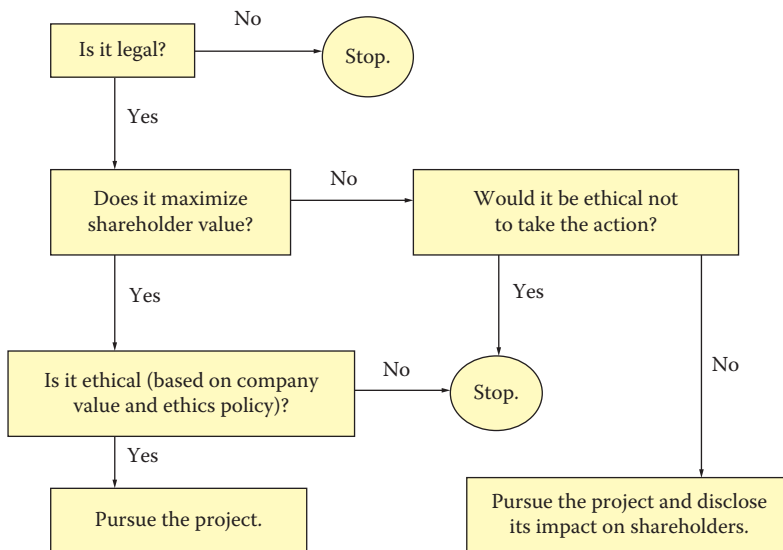 Is it legal?
No
Stop.
Yes
Does it maximize
shareholder value?
No
Would it be ethical not
to take the action?
Yes
Yes
No
Is it ethical (based on company
value and ethics policy)?
No
Stop.
Yes
Pursue the project.
Pursue the project and disclose
its impact on shareholders.